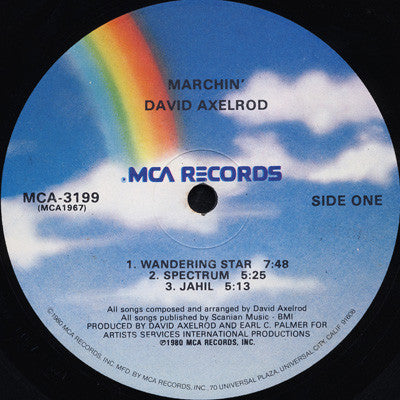 MARCHIN'
DAVID AXELROD
MCA RECORDS
MCA-3199
(MCA1967)
SIDE ONE
1. WANDERING STAR 7:48
2. SPECTRUM 5:25
3. JAHIL 5:13
All songs composed and arranged by David Axelrod
All songs published by Scanian Music - BMI
PRODUCED BY DAVID AXELROD AND EARL C. PALMER FOR
ARTISTS SERVICES INTERNATIONAL PRODUCTIONS
℗1980 MCA RECORDS, INC.
©1980 MCA RECORDS, INC. MFG. BY MCA RECORDS, INC., 70 UNIVERSAL PLAZA, UNIVERSAL CITY, CALIF. 91608